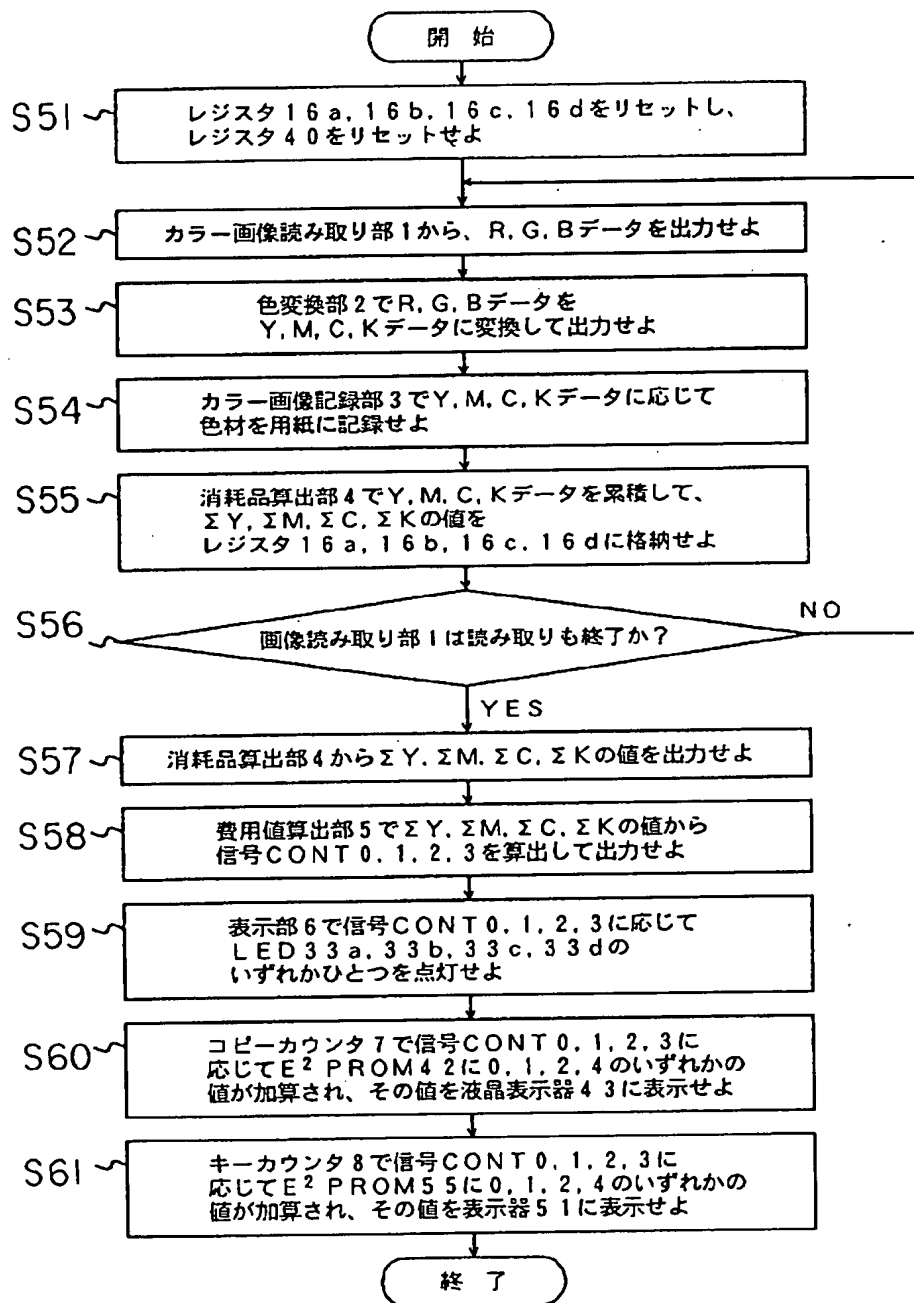 開 始
S51
レジスタ16a, 16b, 16c, 16dをリセットし、
レジスタ40をリセットせよ
S52
カラー画像読み取り部1から、R, G, Bデータを出力せよ
S53
色変換部2でR, G, Bデータを
Y, M, C, Kデータに変換して出力せよ
S54
カラー画像記録部3でY, M, C, Kデータに応じて
色材を用紙に記録せよ
S55
消耗品算出部4でY, M, C, Kデータを累積して、
ΣY, ΣM, ΣC, ΣKの値を
レジスタ16a, 16b, 16c, 16dに格納せよ
S56
画像読み取り部1は読み取りも終了か?
NO
YES
S57
消耗品算出部4からΣY, ΣM, ΣC, ΣKの値を出力せよ
S58
費用値算出部5でΣY, ΣM, ΣC, ΣKの値から
信号CONT0, 1, 2, 3を算出して出力せよ
S59
表示部6で信号CONT0, 1, 2, 3に応じて
LED33a, 33b, 33c, 33dの
いずれかひとつを点灯せよ
S60
コピーカウンタ7で信号CONT0, 1, 2, 3に
応じてE² PROM42に0, 1, 2, 4のいずれかの
値が加算され、その値を液晶表示器43に表示せよ
S61
キーカウンタ8で信号CONT0, 1, 2, 3に
応じてE² PROM55に0, 1, 2, 4のいずれかの
値が加算され、その値を表示器51に表示せよ
終 了